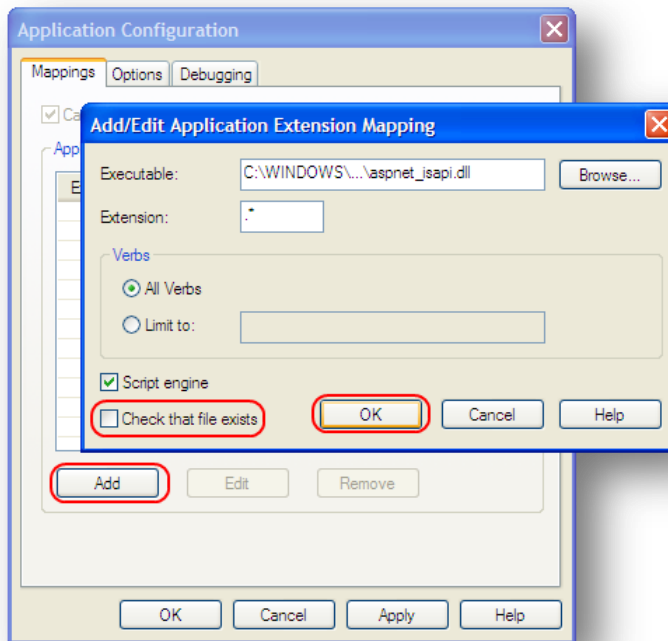 Application Configuration
Mappings Options Debugging
Add/Edit Application Extension Mapping
Executable: C:\WINDOWS\...\aspnet_isapi.dll Browse...
Extension: .*
Verbs
All Verbs
Limit to:
Script engine
Check that file exists OK Cancel Help
Add Edit Remove
OK Cancel Apply Help